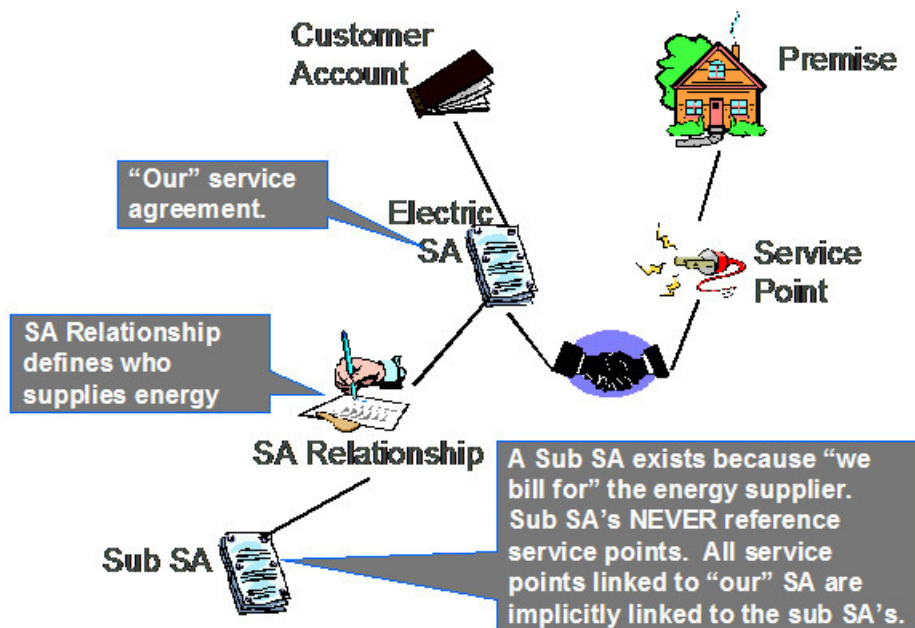 Customer
Account
Premise
“Our” service
agreement.
Electric
SA
Service
Point
SA Relationship
defines who
supplies energy
SA Relationship
A Sub SA exists because “we
bill for” the energy supplier.
Sub SA’s NEVER reference
service points.  All service
points linked to “our” SA are
implicitly linked to the sub SA’s.
Sub SA